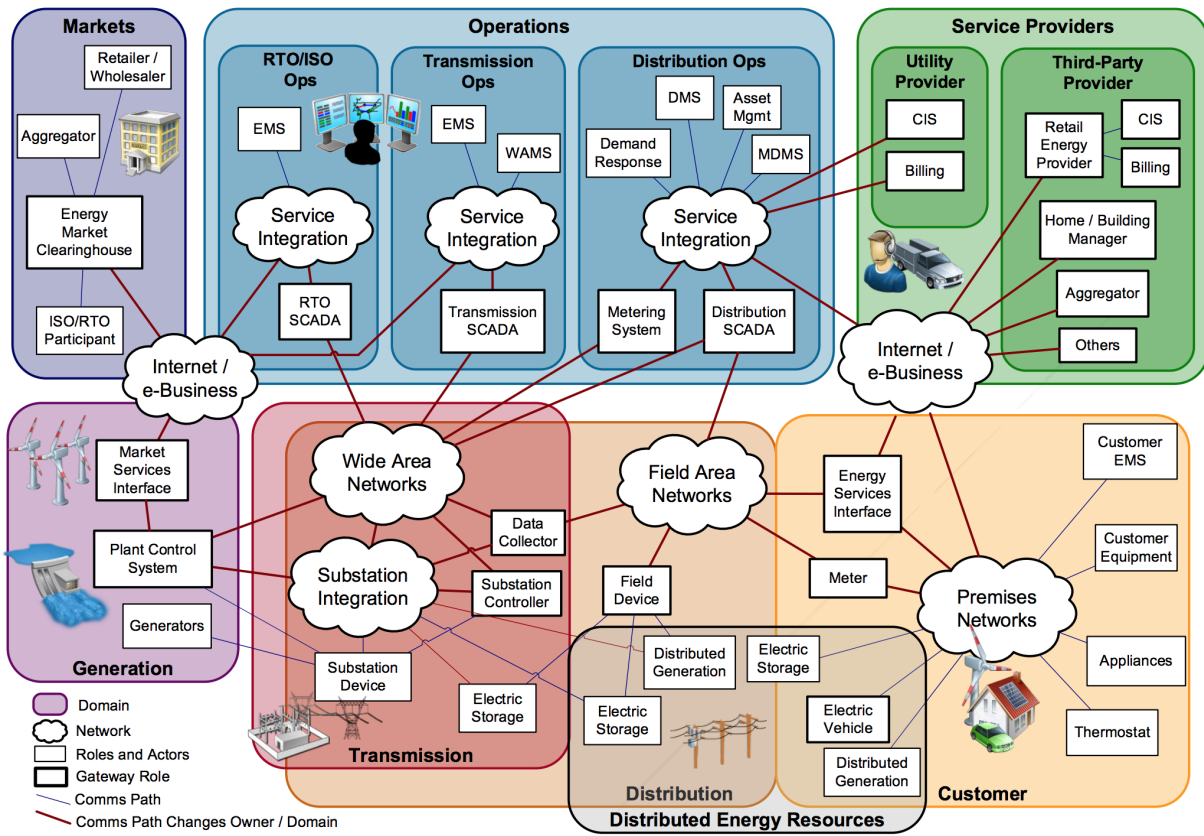 Markets
Retailer /
Wholesaler
Aggregator
Energy
Market
Clearinghouse
ISO/RTO
Participant
Internet /
e-Business
Operations
RTO/ISO
Ops
EMS
Service
Integration
RTO
SCADA
Transmission
Ops
EMS
WAMS
Service
Integration
Transmission
SCADA
Distribution Ops
DMS
Asset
Mgmt
Demand
Response
MDMS
Service
Integration
Metering
System
Distribution
SCADA
Service Providers
Utility
Provider
CIS
Billing
Third-Party
Provider
Retail
Energy
Provider
CIS
Billing
Home / Building
Manager
Aggregator
Others
Internet /
e-Business
Market
Services
Interface
Plant Control
System
Generators
Generation
Wide Area
Networks
Substation
Integration
Data
Collector
Substation
Controller
Substation
Device
Electric
Storage
Transmission
Field Area
Networks
Field
Device
Distributed
Generation
Electric
Storage
Distribution
Energy
Services
Interface
Meter
Premises
Networks
Customer
EMS
Customer
Equipment
Appliances
Thermostat
Electric
Storage
Electric
Vehicle
Distributed
Generation
Customer
Distributed Energy Resources
Domain
Network
Roles and Actors
Gateway Role
Comms Path
Comms Path Changes Owner / Domain